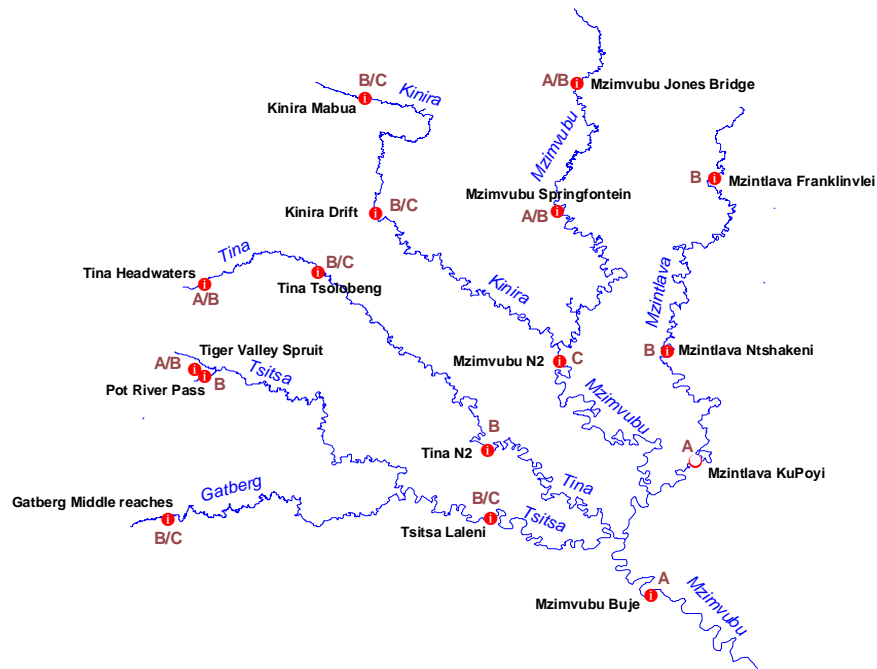 B/C
Kinira
Kinira Mabua
A/B
i
Mzimvubu Jones Bridge
i
Mzimvubu
B
i
Mzintlava Franklinvlei
Mzimvubu Springfontein
Kinira Drift
i
B/C
A/B
i
Tina
B/C
Tina Headwaters
i
A/B
i
Tina Tsolobeng
Kinira
Mzintlava
Tiger Valley Spruit
A/B
i
Tsitsa
Pot River Pass
i
B
Mzimvubu N2
i
C
B
i
Mzintlava Ntshakeni
Mzimvubu
B
Tina N2
i
A
Mzintlava KuPoyi
Gatberg
Tina
Gatberg Middle reaches
i
B/C
B/C
i
Tsitsa
Tsitsa Laleni
A
i
Mzimvubu Buje
Mzimvubu